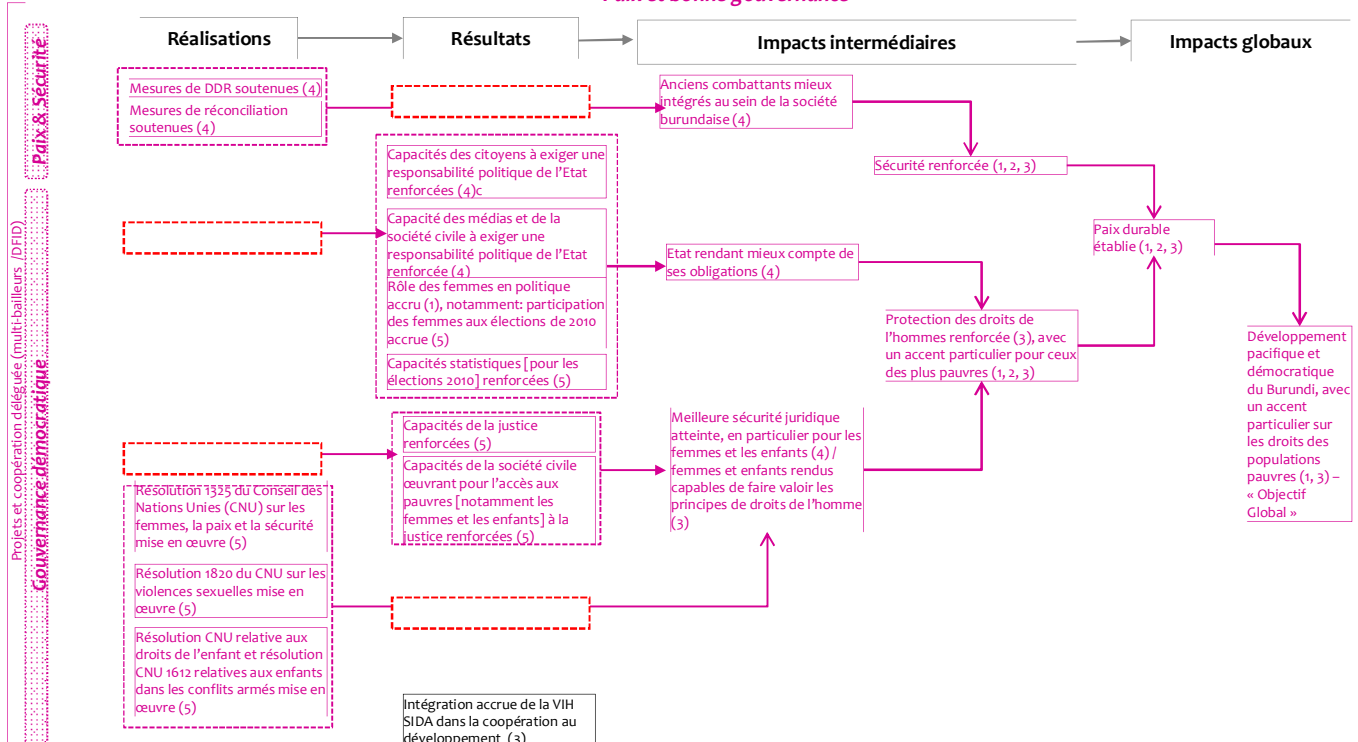 Paix et bonne gouvernance
Réalisations
Résultats
Impacts intermédiaires
Impacts globaux
Projets et coopération déléguée (multi-bailleurs /DFID)
Paix & Sécurité
Gouvernance démocratique
Mesures de DDR soutenues (4)
Mesures de réconciliation
soutenues (4)
Anciens combattants mieux
intégrés au sein de la société
burundaise (4)
Sécurité renforcée (1, 2, 3)
Capacités des citoyens à exiger une
responsabilité politique de l'Etat
renforcées (4)c
Capacité des médias et de la
société civile à exiger une
responsabilité politique de l'Etat
renforcée (4)
Rôle des femmes en politique
accru (1), notamment: participation
des femmes aux élections de 2010
accrue (5)
Capacités statistiques [pour les
élections 2010] renforcées (5)
Etat rendant mieux compte de
ses obligations (4)
Paix durable
établie (1, 2, 3)
Protection des droits de
l'hommes renforcée (3), avec
un accent particulier pour ceux
des plus pauvres (1, 2, 3)
Développement
pacifique et
démocratique
du Burundi, avec
un accent
particulier sur
les droits des
populations
pauvres (1, 3) –
« Objectif
Global »
Capacités de la justice
renforcées (5)
Capacités de la société civile
œuvrant pour l'accès aux
pauvres [notamment les
femmes et les enfants] à la
justice renforcées (5)
Meilleure sécurité juridique
atteinte, en particulier pour les
femmes et les enfants (4) /
femmes et enfants rendus
capables de faire valoir les
principes de droits de l'homme
(3)
Résolution 1325 du Conseil des
Nations Unies (CNU) sur les
femmes, la paix et la sécurité
mise en œuvre (5)
Résolution 1820 du CNU sur les
violences sexuelles mise en
œuvre (5)
Résolution CNU relative aux
droits de l'enfant et résolution
CNU 1612 relatives aux enfants
dans les conflits armés mise en
œuvre (5)
Intégration accrue de la VIH
SIDA dans la coopération au
développement (3)